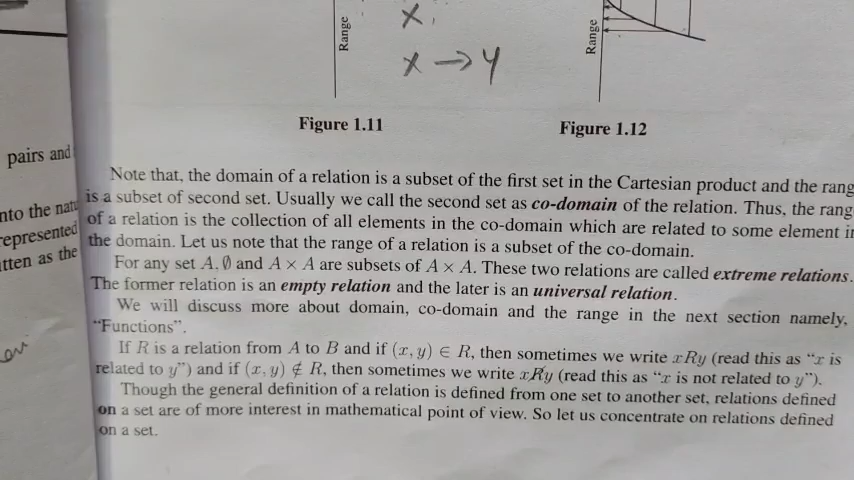 Range
X
X → Y
Range
Figure 1.11
Figure 1.12
pairs and
Note that, the domain of a relation is a subset of the first set in the Cartesian product and the rang
is a subset of second set. Usually we call the second set as co-domain of the relation. Thus, the rang
of a relation is the collection of all elements in the co-domain which are related to some element in
the domain. Let us note that the range of a relation is a subset of the co-domain.
For any set A, ∅ and A × A are subsets of A × A. These two relations are called extreme relations.
The former relation is an empty relation and the later is an universal relation.
We will discuss more about domain, co-domain and the range in the next section namely,
“Functions”.
If R is a relation from A to B and if (x, y) ∈ R, then sometimes we write xRy (read this as “x is
related to y”) and if (x, y) ∉ R, then sometimes we write xR̸y (read this as “x is not related to y”).
Though the general definition of a relation is defined from one set to another set, relations defined
on a set are of more interest in mathematical point of view. So let us concentrate on relations defined
on a set.
nto the natu
represented
tten as the